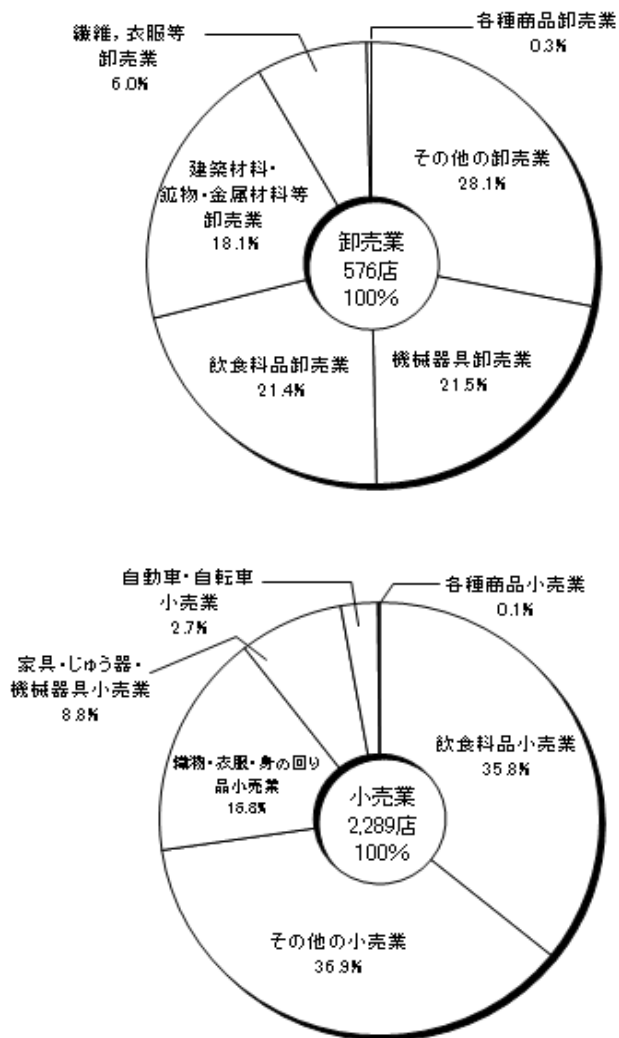 各種商品卸売業
0.3%
繊維,衣服等
卸売業
6.0%
その他の卸売業
28.1%
建築材料・
鉱物・金属材料等
卸売業
18.1%
卸売業
576店
100%
飲食料品卸売業
21.4%
機械器具卸売業
21.5%
自動車・自転車
小売業
2.7%
各種商品小売業
0.1%
家具・じゅう器・
機械器具小売業
8.8%
飲食料品小売業
35.8%
織物・衣服・身の回り
品小売業
16.8%
小売業
2,289店
100%
その他の小売業
36.9%